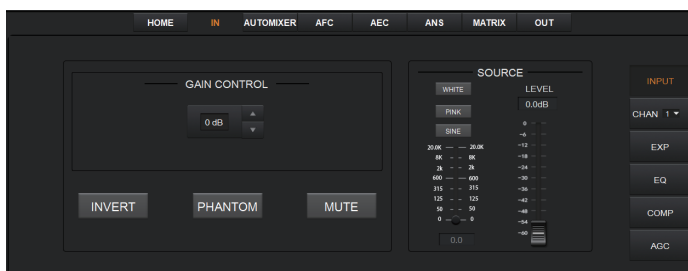 HOME IN AUTOMIXER AFC AEC ANS MATRIX OUT
GAIN CONTROL
0 dB
INVERT PHANTOM MUTE
SOURCE
WHITE
PINK
SINE
20.0K 20.0K
8K 8K
2k 2k
600 600
315 315
125 125
50 50
0 0
0.0
LEVEL
0.0dB
0
-6
-12
-18
-24
-30
-36
-42
-48
-54
-60
INPUT
CHAN 1
EXP
EQ
COMP
AGC